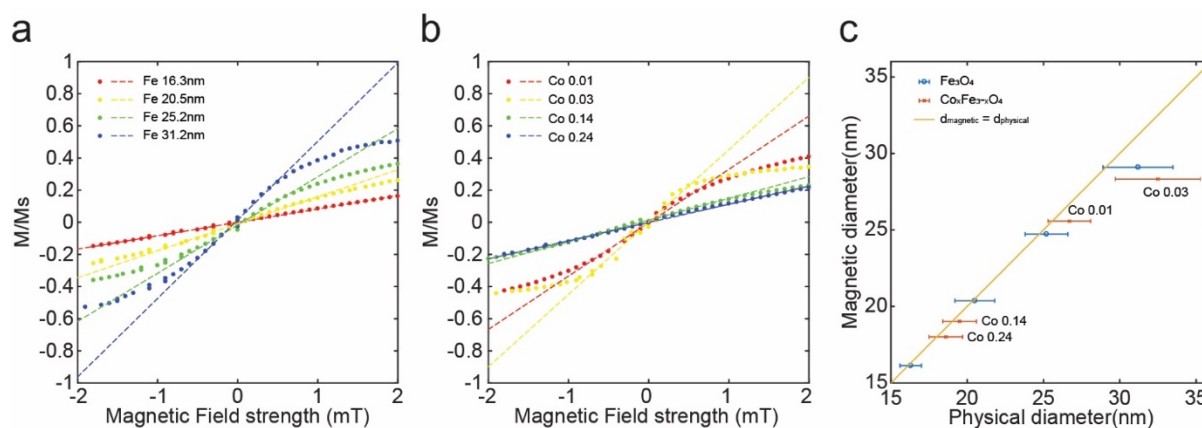 a
1
0.8
0.6
0.4
0.2
0
-0.2
-0.4
-0.6
-0.8
-1
-2
-1
0
1
2
M/Ms
Magnetic Field strength (mT)
Fe 16.3nm
Fe 20.5nm
Fe 25.2nm
Fe 31.2nm
b
1
0.8
0.6
0.4
0.2
0
-0.2
-0.4
-0.6
-0.8
-1
-2
-1
0
1
2
M/Ms
Magnetic Field strength (mT)
Co 0.01
Co 0.03
Co 0.14
Co 0.24
c
35
30
25
20
15
15
20
25
30
35
Magnetic diameter(nm)
Physical diameter(nm)
Fe₃O₄
CoₓFe₃₋ₓO₄
dmagnetic = dphysical
Co 0.03
Co 0.01
Co 0.14
Co 0.24